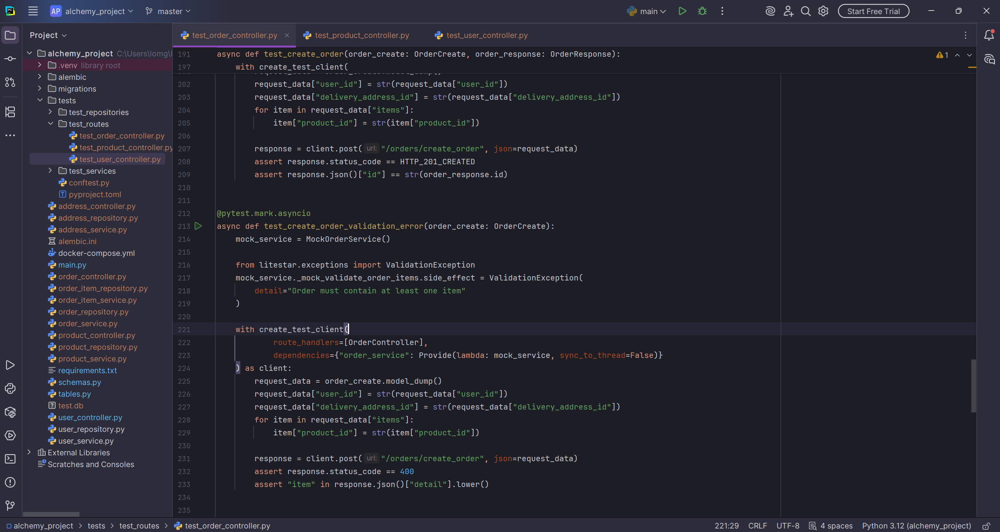 PC
AP alchemy_project master main Start Free Trial
Project
alchemy_project C:\Users\lomg\
.venv library root
alembic
migrations
tests
test_repositories
test_routes
test_order_controller.py
test_product_controller.py
test_user_controller.py
test_services
conftest.py
pyproject.toml
address_controller.py
address_repository.py
address_service.py
alembic.ini
docker-compose.yml
main.py
order_controller.py
order_item_repository.py
order_item_service.py
order_repository.py
order_service.py
product_controller.py
product_repository.py
product_service.py
requirements.txt
schemas.py
tables.py
test.db
user_controller.py
user_repository.py
user_service.py
External Libraries
Scratches and Consoles
test_order_controller.py test_product_controller.py test_user_controller.py
191 async def test_create_order(order_create: OrderCreate, order_response: OrderResponse): 1
197 with create_test_client(
202 request_data["user_id"] = str(request_data["user_id"])
203 request_data["delivery_address_id"] = str(request_data["delivery_address_id"])
204 for item in request_data["items"]:
205 item["product_id"] = str(item["product_id"])
206
207 response = client.post( url: "/orders/create_order", json=request_data)
208 assert response.status_code == HTTP_201_CREATED
209 assert response.json()["id"] == str(order_response.id)
210
211
212 @pytest.mark.asyncio
213 async def test_create_order_validation_error(order_create: OrderCreate):
214 mock_service = MockOrderService()
215
216 from litestar.exceptions import ValidationException
217 mock_service._mock_validate_order_items.side_effect = ValidationException(
218 detail="Order must contain at least one item"
219 )
220
221 with create_test_client(
222 route_handlers=[OrderController],
223 dependencies={"order_service": Provide(lambda: mock_service, sync_to_thread=False)}
224 ) as client:
225 request_data = order_create.model_dump()
226 request_data["user_id"] = str(request_data["user_id"])
227 request_data["delivery_address_id"] = str(request_data["delivery_address_id"])
228 for item in request_data["items"]:
229 item["product_id"] = str(item["product_id"])
230
231 response = client.post( url: "/orders/create_order", json=request_data)
232 assert response.status_code == 400
233 assert "item" in response.json()["detail"].lower()
234
235
alchemy_project > tests > test_routes > test_order_controller.py 221:29 CRLF UTF-8 4 spaces Python 3.12 (alchemy_project)